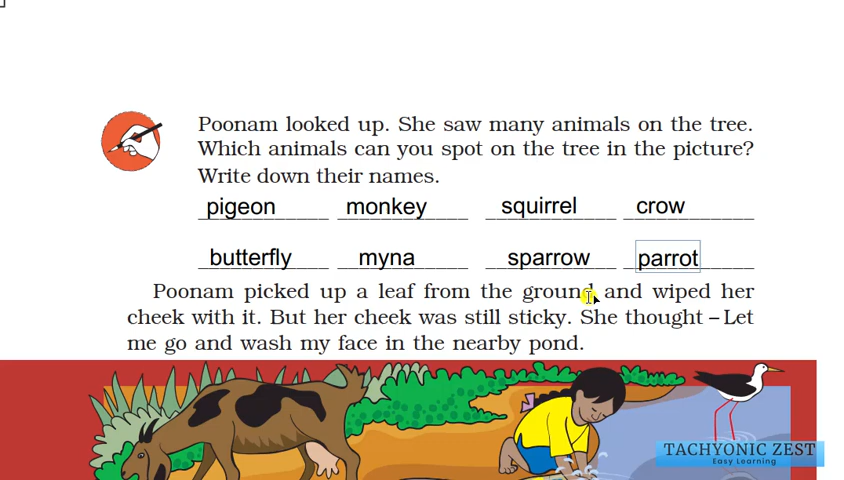 Poonam looked up. She saw many animals on the tree.
Which animals can you spot on the tree in the picture?
Write down their names.
pigeon monkey squirrel crow
butterfly myna sparrow parrot
Poonam picked up a leaf from the ground and wiped her
cheek with it. But her cheek was still sticky. She thought – Let
me go and wash my face in the nearby pond.
TACHYONIC ZEST
Easy Learning